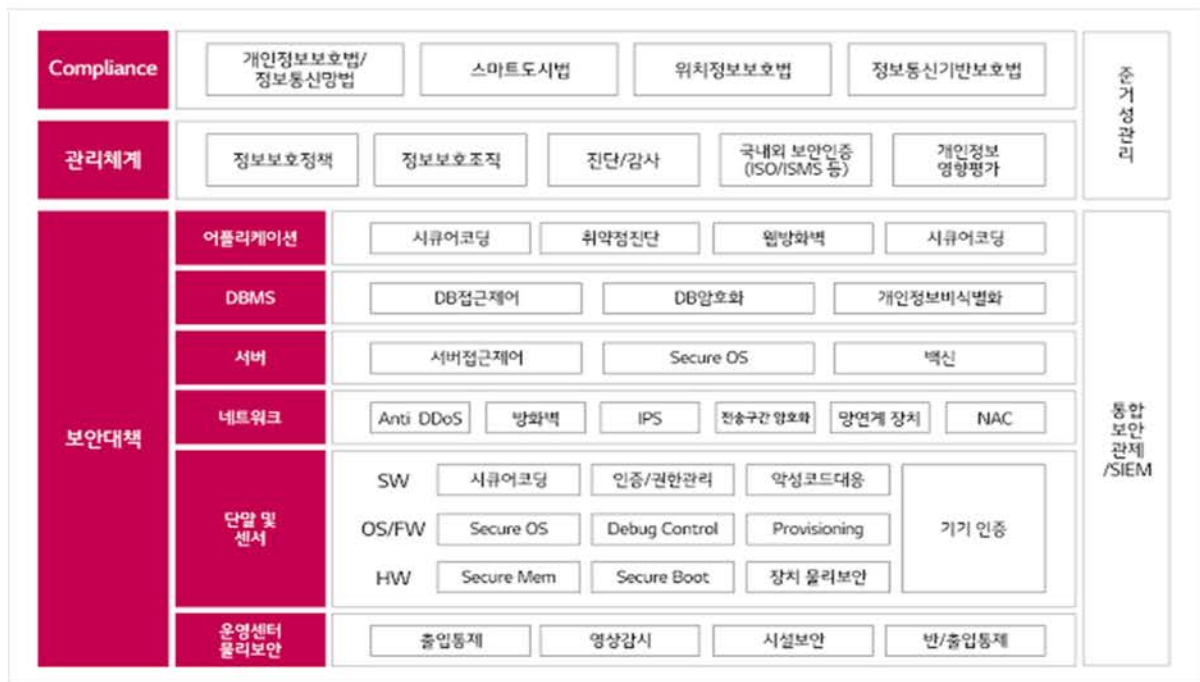 Compliance
개인정보보호법/
정보통신망법
스마트도시법
위치정보보호법
정보통신기반보호법
준거성관리
관리체계
정보보호정책
정보보호조직
진단/감사
국내외 보안인증
(ISO/ISMS 등)
개인정보
영향평가
보안대책
어플리케이션
시큐어코딩
취약점진단
웹방화벽
시큐어코딩
DBMS
DB접근제어
DB암호화
개인정보비식별화
서버
서버접근제어
Secure OS
백신
네트워크
Anti DDoS
방화벽
IPS
전송구간 암호화
망연계 장치
NAC
통합
보안
관제
/SIEM
단말 및
센서
SW
시큐어코딩
인증/권한관리
악성코드대응
OS/FW
Secure OS
Debug Control
Provisioning
기기 인증
HW
Secure Mem
Secure Boot
장치 물리보안
운영센터
물리보안
출입통제
영상감시
시설보안
반/출입통제